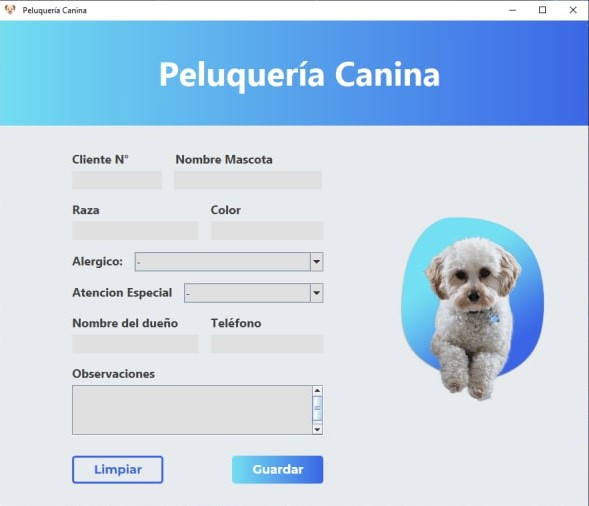 Peluquería Canina
Peluquería Canina
Cliente N° Nombre Mascota
Raza Color
Alergico: -
Atencion Especial -
Nombre del dueño Teléfono
Observaciones
Limpiar Guardar